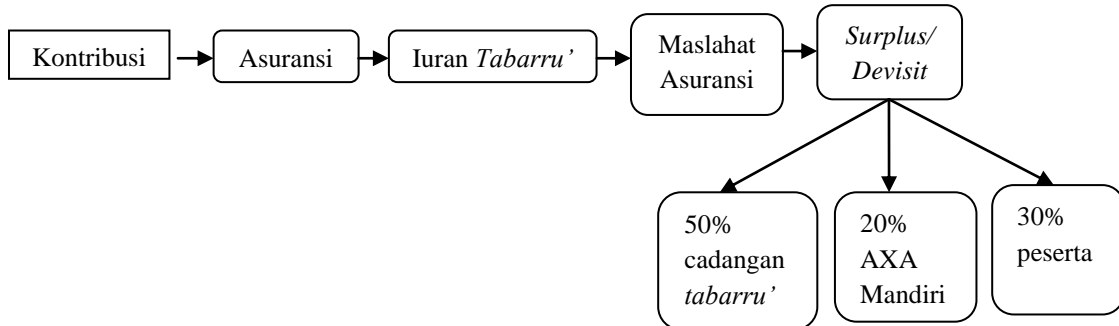 Kontribusi
Asuransi
Iuran Tabarru’
Maslahat
Asuransi
Surplus/
Devisit
50%
cadangan
tabarru’
20%
AXA
Mandiri
30%
peserta